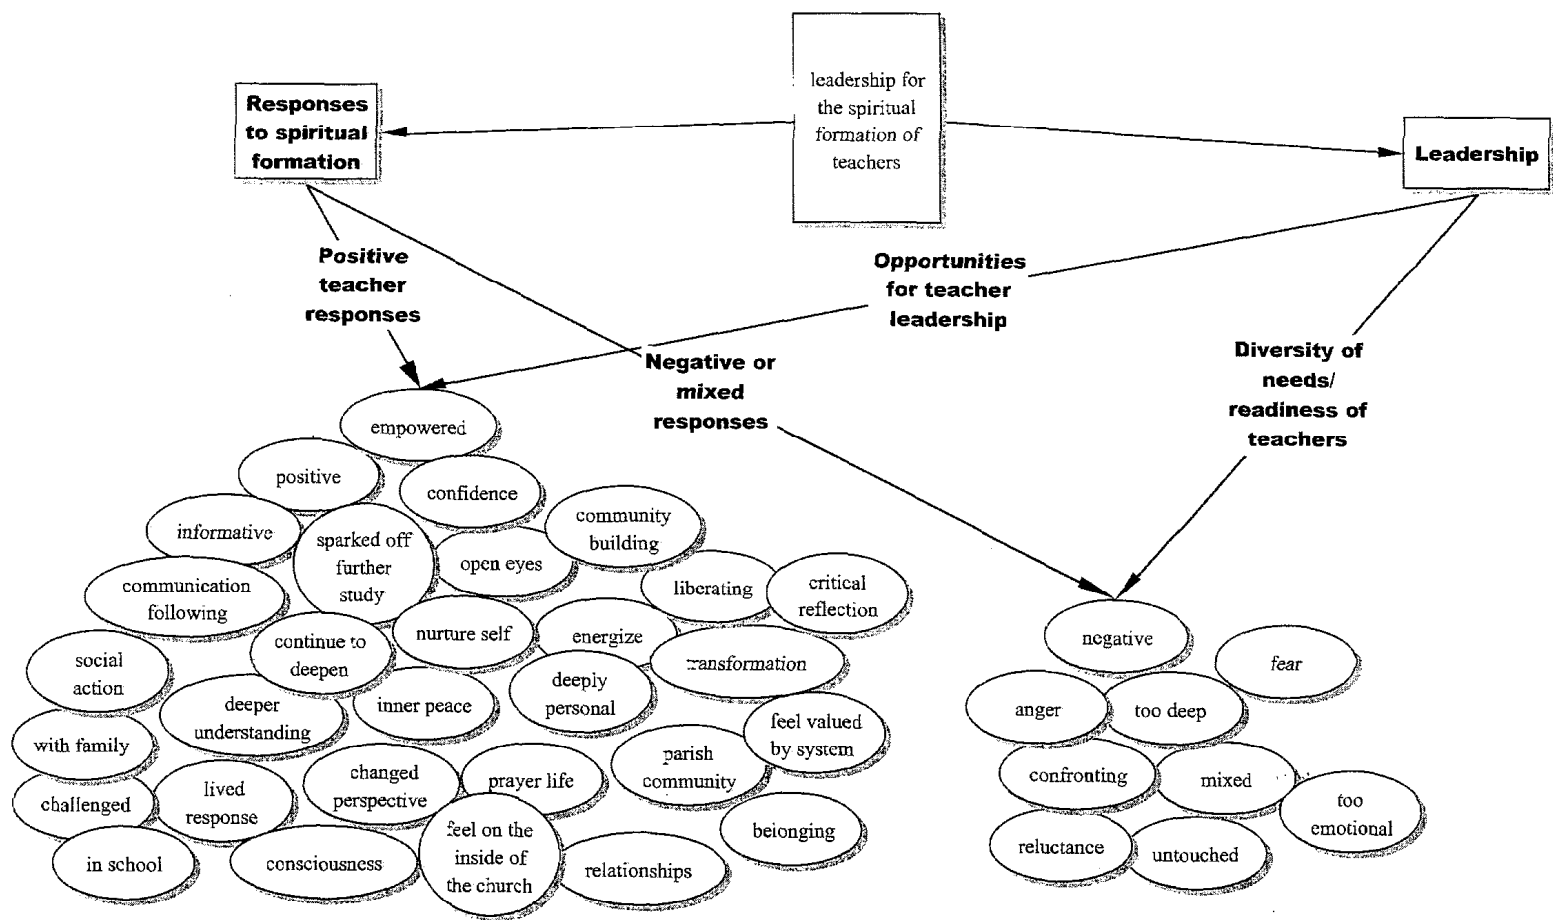 leadership for
the spiritual
formation of
teachers
Responses
to spiritual
formation
Leadership
Positive
teacher
responses
Opportunities
for teacher
leadership
Negative or
mixed
responses
Diversity of
needs/
readiness of
teachers
empowered
positive
confidence
informative
sparked off
further
study
open eyes
community
building
communication
following
liberating
critical
reflection
continue to
deepen
nurture self
energize
transformation
social
action
deeper
understanding
inner peace
deeply
personal
feel valued
by system
with family
challenged
lived
response
changed
perspective
prayer life
parish
community
in school
consciousness
feel on the
inside of
the church
relationships
belonging
negative
fear
anger
too deep
confronting
mixed
too
emotional
reluctance
untouched